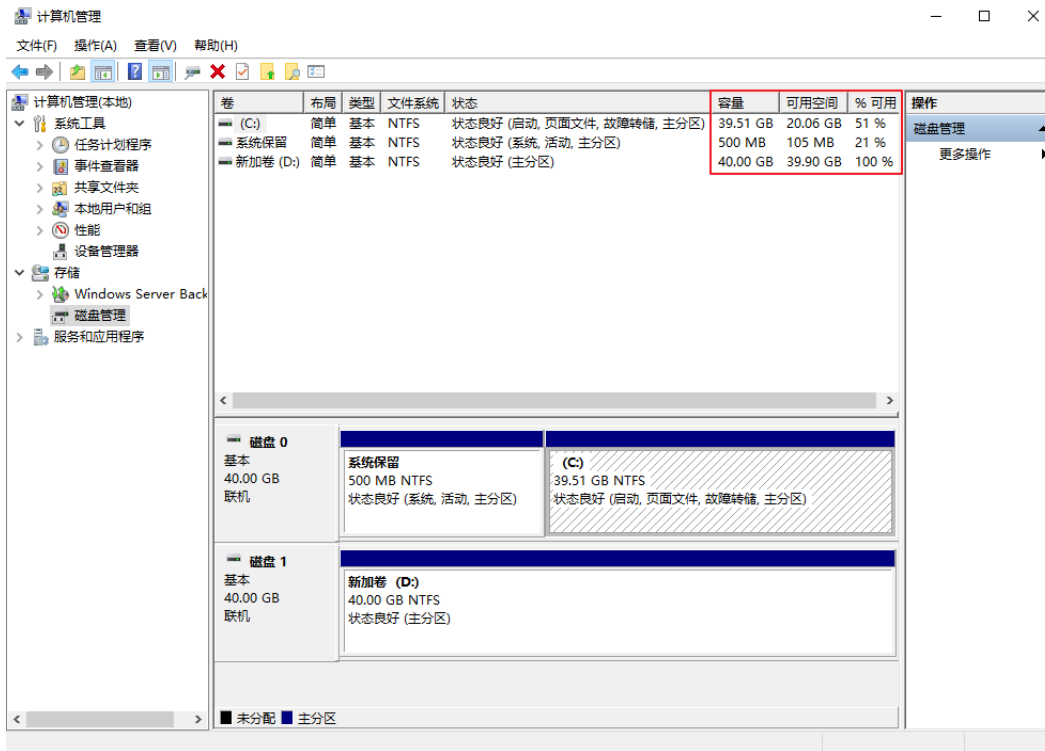 计算机管理
文件(F) 操作(A) 查看(V) 帮助(H)
计算机管理(本地)
系统工具
任务计划程序
事件查看器
共享文件夹
本地用户和组
性能
设备管理器
存储
Windows Server Back
磁盘管理
服务和应用程序
卷 布局 类型 文件系统 状态 容量 可用空间 % 可用
(C:) 简单 基本 NTFS 状态良好 (启动, 页面文件, 故障转储, 主分区) 39.51 GB 20.06 GB 51 %
系统保留 简单 基本 NTFS 状态良好 (系统, 活动, 主分区) 500 MB 105 MB 21 %
新加卷 (D:) 简单 基本 NTFS 状态良好 (主分区) 40.00 GB 39.90 GB 100 %
磁盘 0
基本
40.00 GB
联机
系统保留
500 MB NTFS
状态良好 (系统, 活动, 主分区)
(C:)
39.51 GB NTFS
状态良好 (启动, 页面文件, 故障转储, 主分区)
磁盘 1
基本
40.00 GB
联机
新加卷 (D:)
40.00 GB NTFS
状态良好 (主分区)
未分配 主分区
操作
磁盘管理
更多操作